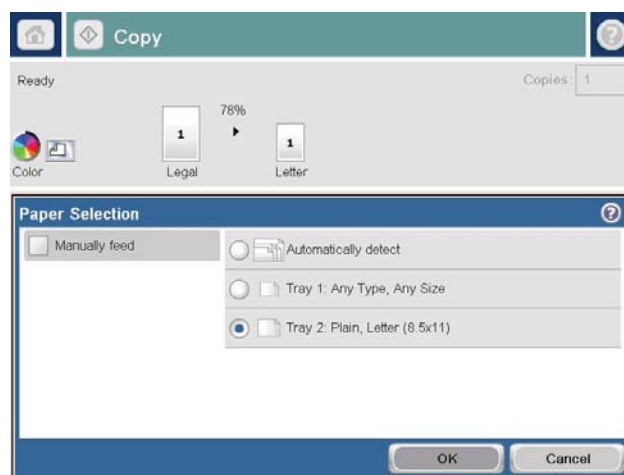 Copy
Ready
Copies: 1
78%
1
1
Color
Legal
Letter
Paper Selection
Manually feed
Automatically detect
Tray 1: Any Type, Any Size
Tray 2: Plain, Letter (8.5x11)
OK
Cancel